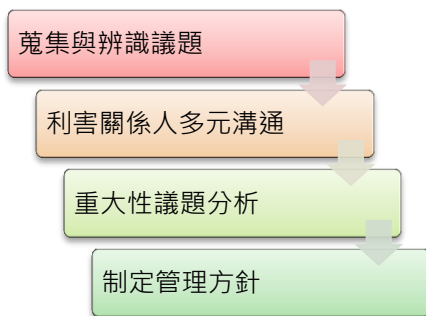 蒐集與辨識議題
利害關係人多元溝通
重大性議題分析
制定管理方針